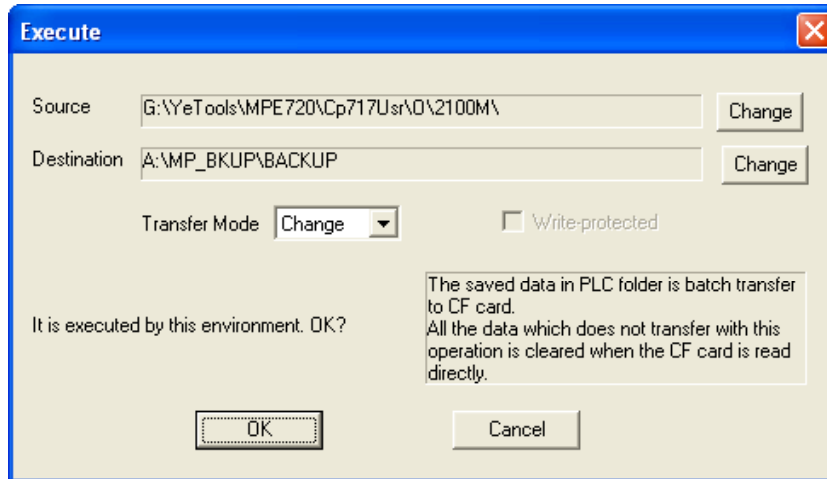 Execute
Source G:\YeTools\MPE720\Cp717Usr\O\2100M\ Change
Destination A:\MP_BKUP\BACKUP Change
Transfer Mode Change Write-protected
It is executed by this environment. OK?
The saved data in PLC folder is batch transfer
to CF card.
All the data which does not transfer with this
operation is cleared when the CF card is read
directly.
OK Cancel